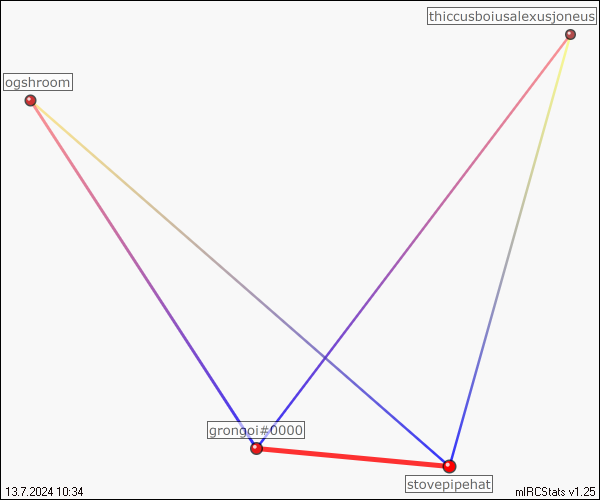 thiccusboiusalexusjoneus
ogshroom
grongoi#0000
stovepipehat
13.7.2024 10:34
mIRCStats v1.25